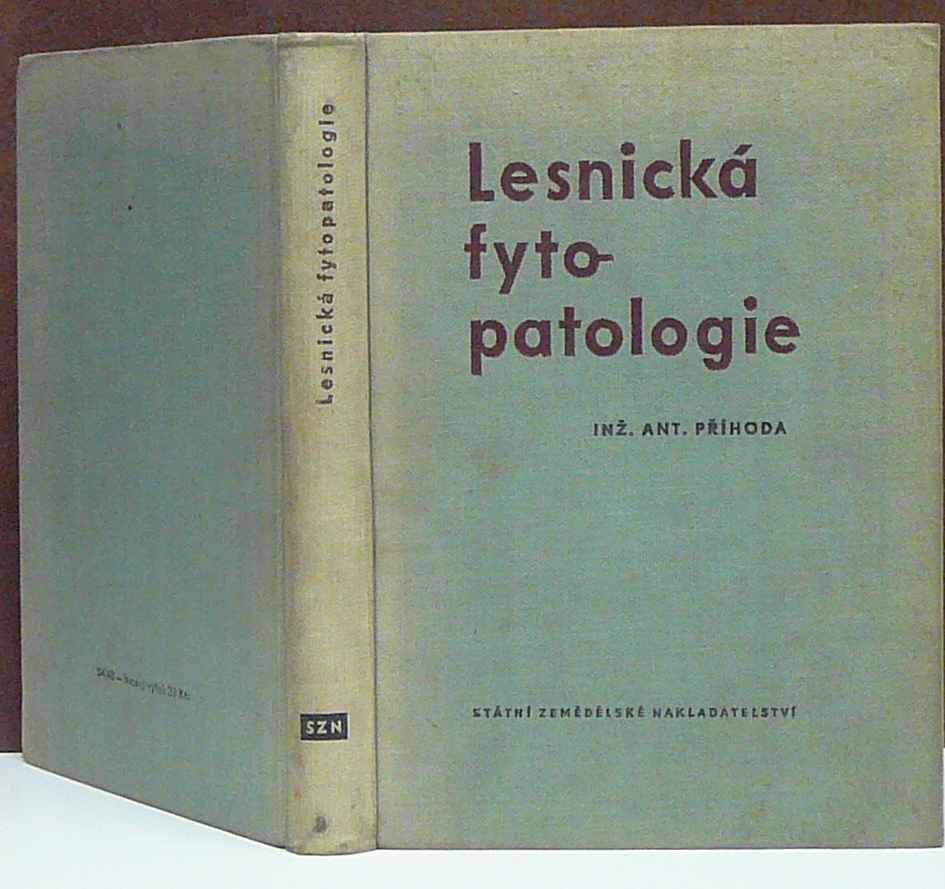 Lesnická
fyto-
patologie
INŽ. ANT. PŘÍHODA
STÁTNÍ ZEMĚDĚLSKÉ NAKLADATELSTVÍ
Lesnická fytopatologie
SZN